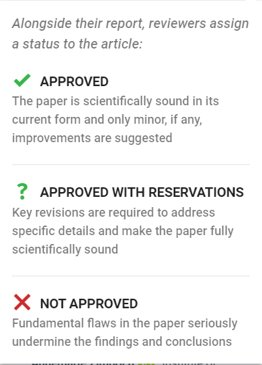 Alongside their report, reviewers assign
a status to the article:
APPROVED
The paper is scientifically sound in its
current form and only minor, if any,
improvements are suggested
APPROVED WITH RESERVATIONS
Key revisions are required to address
specific details and make the paper fully
scientifically sound
NOT APPROVED
Fundamental flaws in the paper seriously
undermine the findings and conclusions